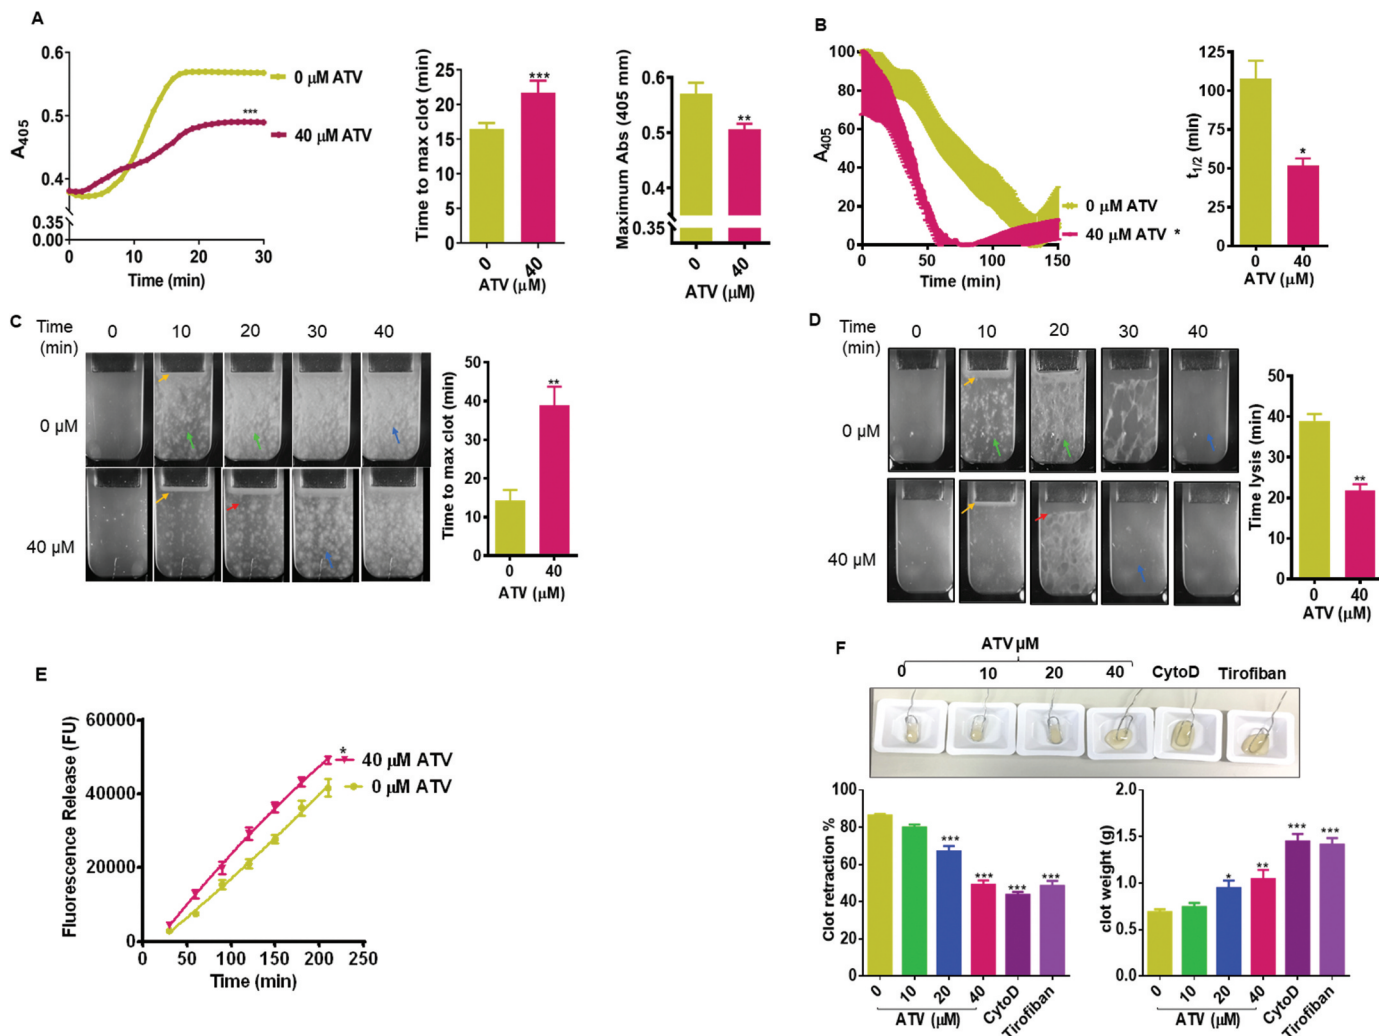 A
0.6
0.5
0.4
0.35
0.00
A405
0 10 20 30
Time (min)
0 μM ATV
***
40 μM ATV
Time to max clot (min)
25
20
15
10
5
0
***
0 40
ATV (μM)
Maximum Abs (405 mm)
0.6
0.5
0.4
0.35
**
0 40
ATV (μM)
B
100
80
60
40
20
0
A405
0 50 100 150
Time (min)
0 μM ATV
40 μM ATV *
t1/2 (min)
125
100
75
50
25
0
*
0 40
ATV (μM)
C
Time
(min)
0 10 20 30 40
0 μM
40 μM
Time to max clot (min)
50
40
30
20
10
0
**
0 40
ATV (μM)
D
Time
(min)
0 10 20 30 40
0 μM
40 μM
Time lysis (min)
50
40
30
20
10
0
**
0 40
ATV (μM)
E
60000
40000
20000
0
Fluorescence Release (FU)
0 50 100 150 200 250
Time (min)
*
40 μM ATV
0 μM ATV
F
ATV μM
0 10 20 40 CytoD Tirofiban
Clot retraction %
100
80
60
40
20
0
*** *** *** ***
0 10 20 40 CytoD Tirofiban
ATV (μM)
clot weight (g)
2.0
1.5
1.0
0.5
0.0
* ** *** ***
0 10 20 40 CytoD Tirofiban
ATV (μM)